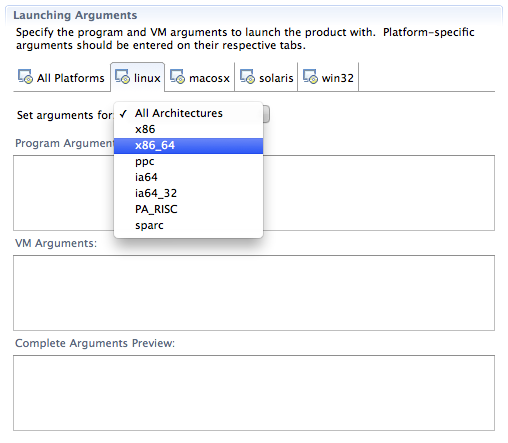 Launching Arguments
Specify the program and VM arguments to launch the product with. Platform-specific
arguments should be entered on their respective tabs.
All Platforms linux macosx solaris win32
Set arguments for: ✓ All Architectures
x86
Program Argumen
x86_64
ppc
ia64
ia64_32
PA_RISC
sparc
VM Arguments:
Complete Arguments Preview: